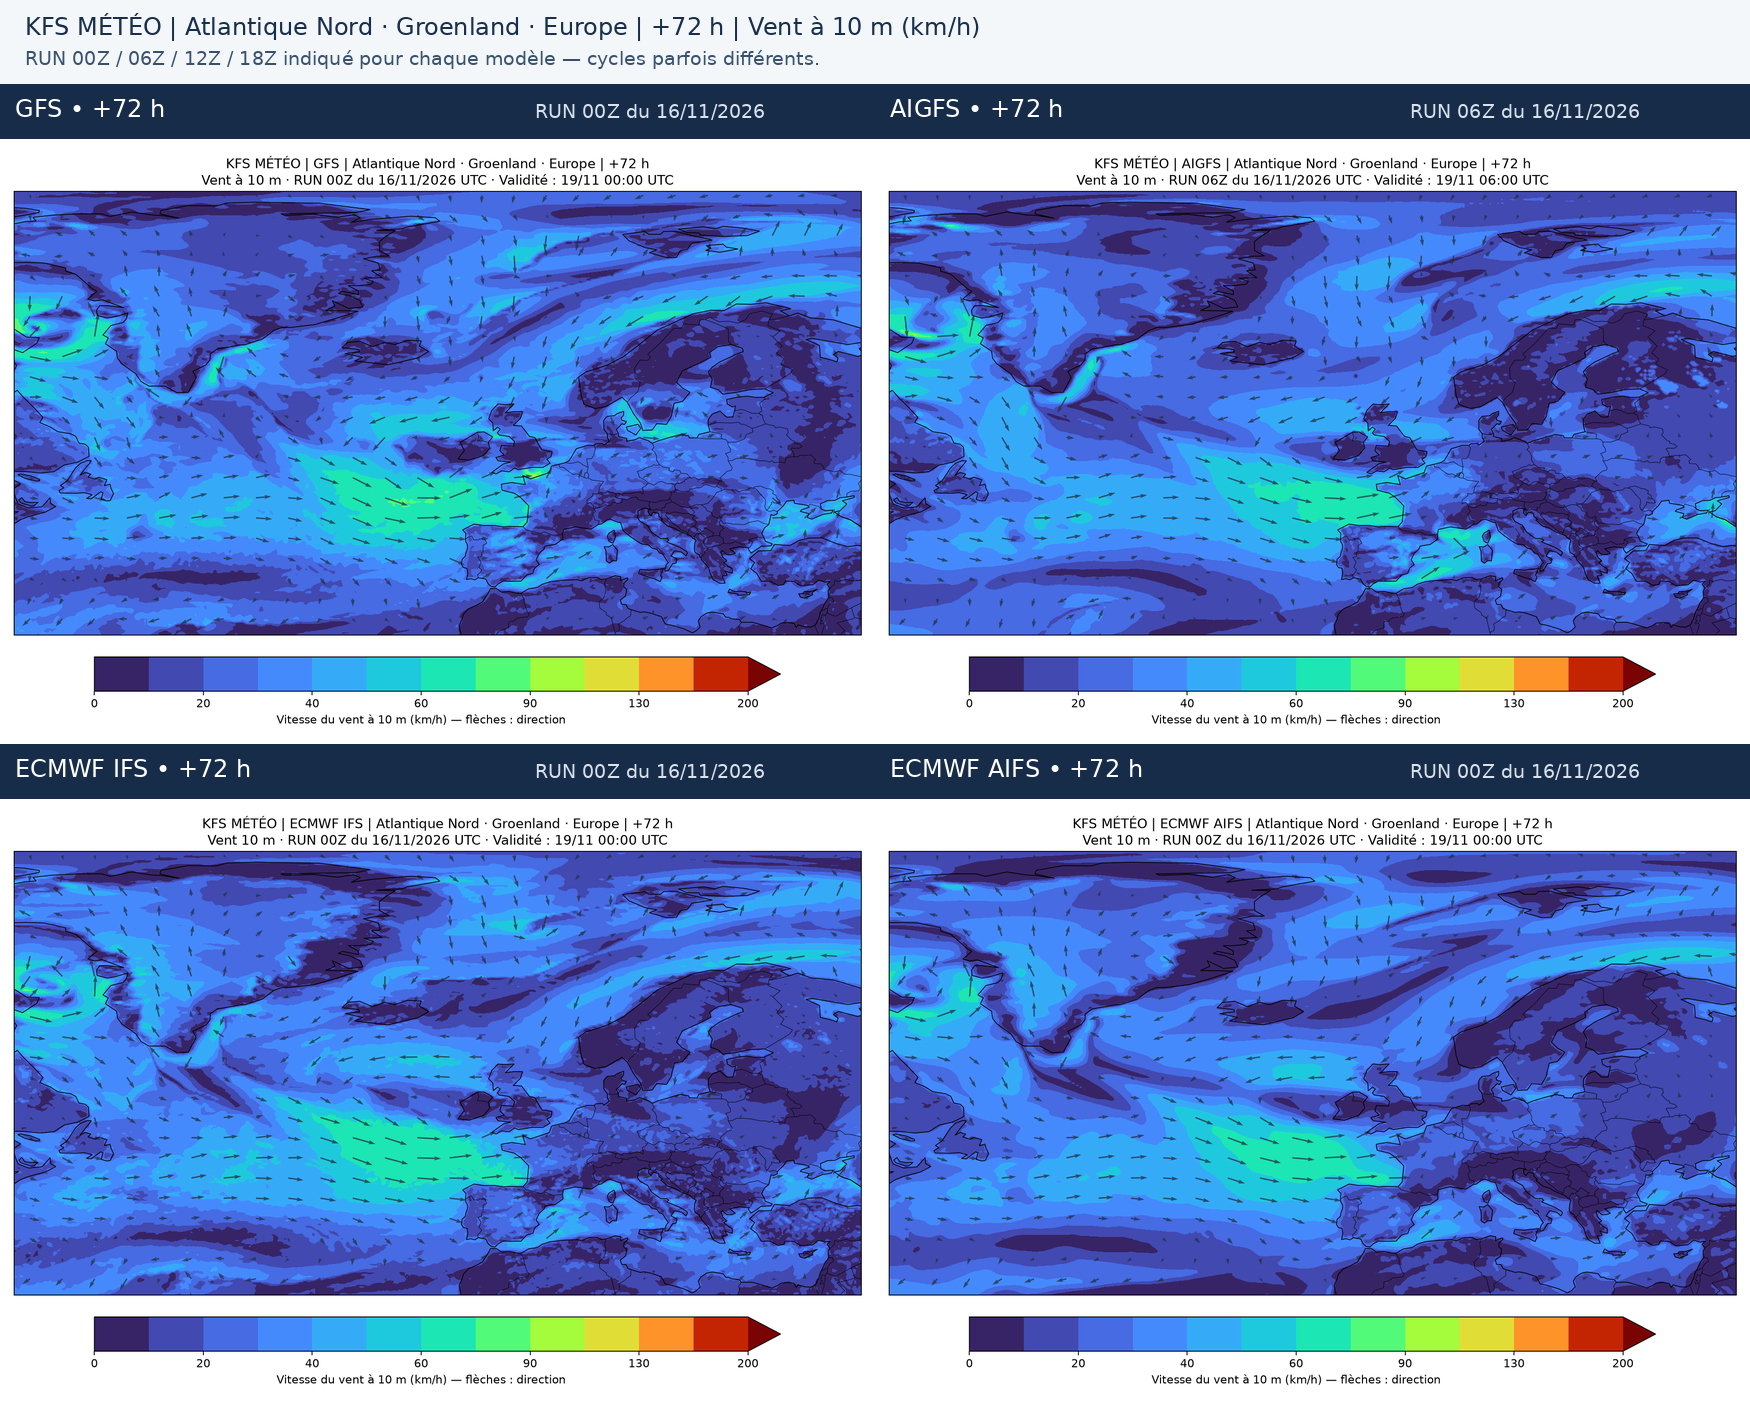 KFS MÉTÉO | Atlantique Nord · Groenland · Europe | +72 h | Vent à 10 m (km/h)
RUN 00Z / 06Z / 12Z / 18Z indiqué pour chaque modèle — cycles parfois différents.
GFS • +72 h
RUN 00Z du 16/11/2026
KFS MÉTÉO | GFS | Atlantique Nord · Groenland · Europe | +72 h
Vent à 10 m · RUN 00Z du 16/11/2026 UTC · Validité : 19/11 00:00 UTC
0 20 40 60 90 130 200
Vitesse du vent à 10 m (km/h) — flèches : direction
AIGFS • +72 h
RUN 06Z du 16/11/2026
KFS MÉTÉO | AIGFS | Atlantique Nord · Groenland · Europe | +72 h
Vent à 10 m · RUN 06Z du 16/11/2026 UTC · Validité : 19/11 06:00 UTC
0 20 40 60 90 130 200
Vitesse du vent à 10 m (km/h) — flèches : direction
ECMWF IFS • +72 h
RUN 00Z du 16/11/2026
KFS MÉTÉO | ECMWF IFS | Atlantique Nord · Groenland · Europe | +72 h
Vent 10 m · RUN 00Z du 16/11/2026 UTC · Validité : 19/11 00:00 UTC
0 20 40 60 90 130 200
Vitesse du vent à 10 m (km/h) — flèches : direction
ECMWF AIFS • +72 h
RUN 00Z du 16/11/2026
KFS MÉTÉO | ECMWF AIFS | Atlantique Nord · Groenland · Europe | +72 h
Vent 10 m · RUN 00Z du 16/11/2026 UTC · Validité : 19/11 00:00 UTC
0 20 40 60 90 130 200
Vitesse du vent à 10 m (km/h) — flèches : direction